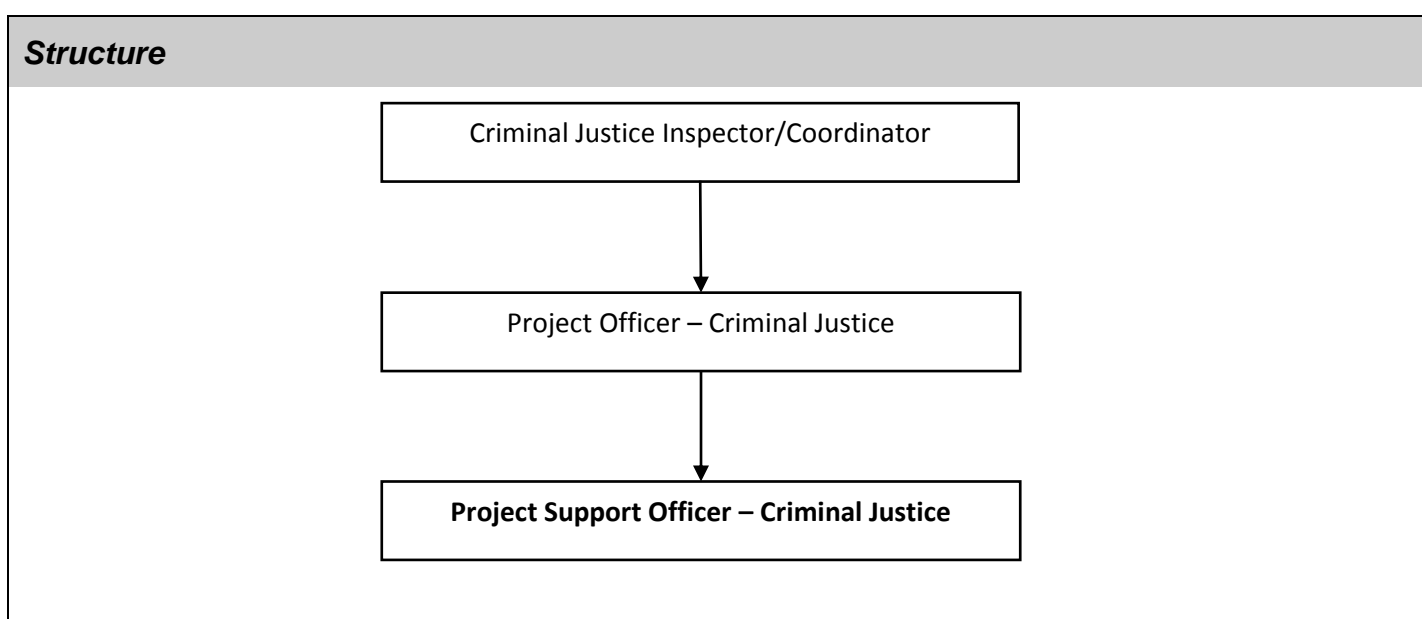 Structure
Criminal Justice Inspector/Coordinator
Project Officer – Criminal Justice
Project Support Officer – Criminal Justice